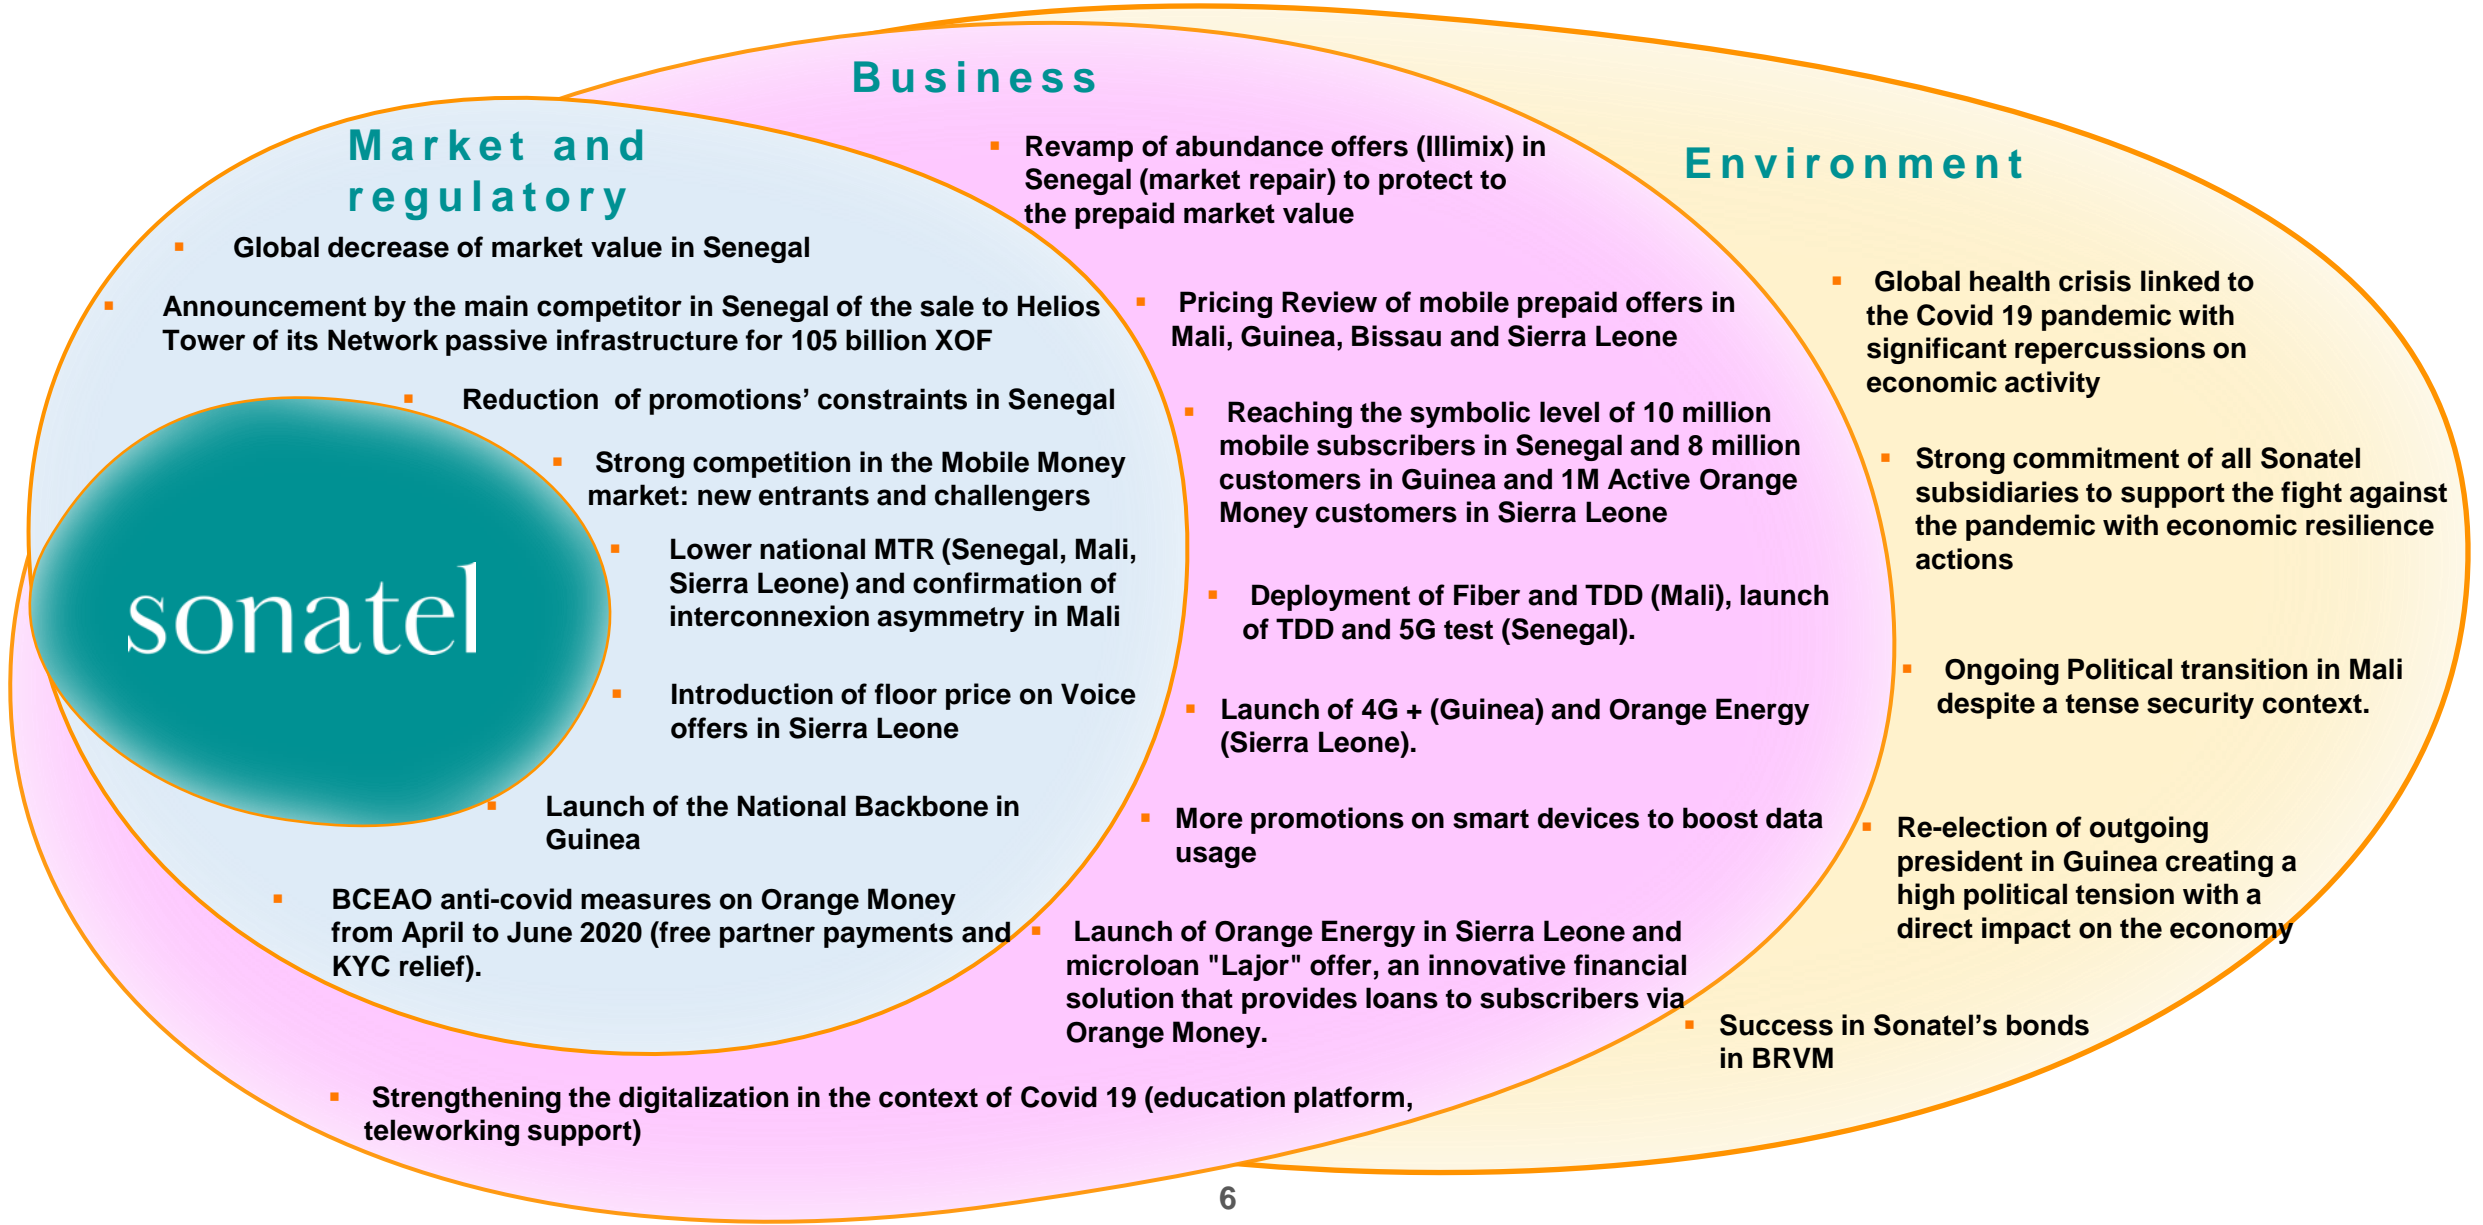 Business
Market and
regulatory
Environment
▪ Global decrease of market value in Senegal
▪ Announcement by the main competitor in Senegal of the sale to Helios
Tower of its Network passive infrastructure for 105 billion XOF
▪ Reduction  of promotions’ constraints in Senegal
▪ Strong competition in the Mobile Money
market: new entrants and challengers
▪ Lower national MTR (Senegal, Mali,
Sierra Leone) and confirmation of
interconnexion asymmetry in Mali
sonatel
▪ Introduction of floor price on Voice
offers in Sierra Leone
▪ Launch of the National Backbone in
Guinea
▪ BCEAO anti-covid measures on Orange Money
from April to June 2020 (free partner payments and
KYC relief).
▪ Revamp of abundance offers (Illimix) in
Senegal (market repair) to protect to
the prepaid market value
▪ Pricing Review of mobile prepaid offers in
Mali, Guinea, Bissau and Sierra Leone
▪ Reaching the symbolic level of 10 million
mobile subscribers in Senegal and 8 million
customers in Guinea and 1M Active Orange
Money customers in Sierra Leone
▪ Deployment of Fiber and TDD (Mali), launch
of TDD and 5G test (Senegal).
▪ Launch of 4G + (Guinea) and Orange Energy
(Sierra Leone).
▪ More promotions on smart devices to boost data
usage
▪ Launch of Orange Energy in Sierra Leone and
microloan "Lajor" offer, an innovative financial
solution that provides loans to subscribers via
Orange Money.
▪ Strengthening the digitalization in the context of Covid 19 (education platform,
teleworking support)
▪ Global health crisis linked to
the Covid 19 pandemic with
significant repercussions on
economic activity
▪ Strong commitment of all Sonatel
subsidiaries to support the fight against
the pandemic with economic resilience
actions
▪ Ongoing Political transition in Mali
despite a tense security context.
▪ Re-election of outgoing
president in Guinea creating a
high political tension with a
direct impact on the economy
▪ Success in Sonatel’s bonds
in BRVM
6